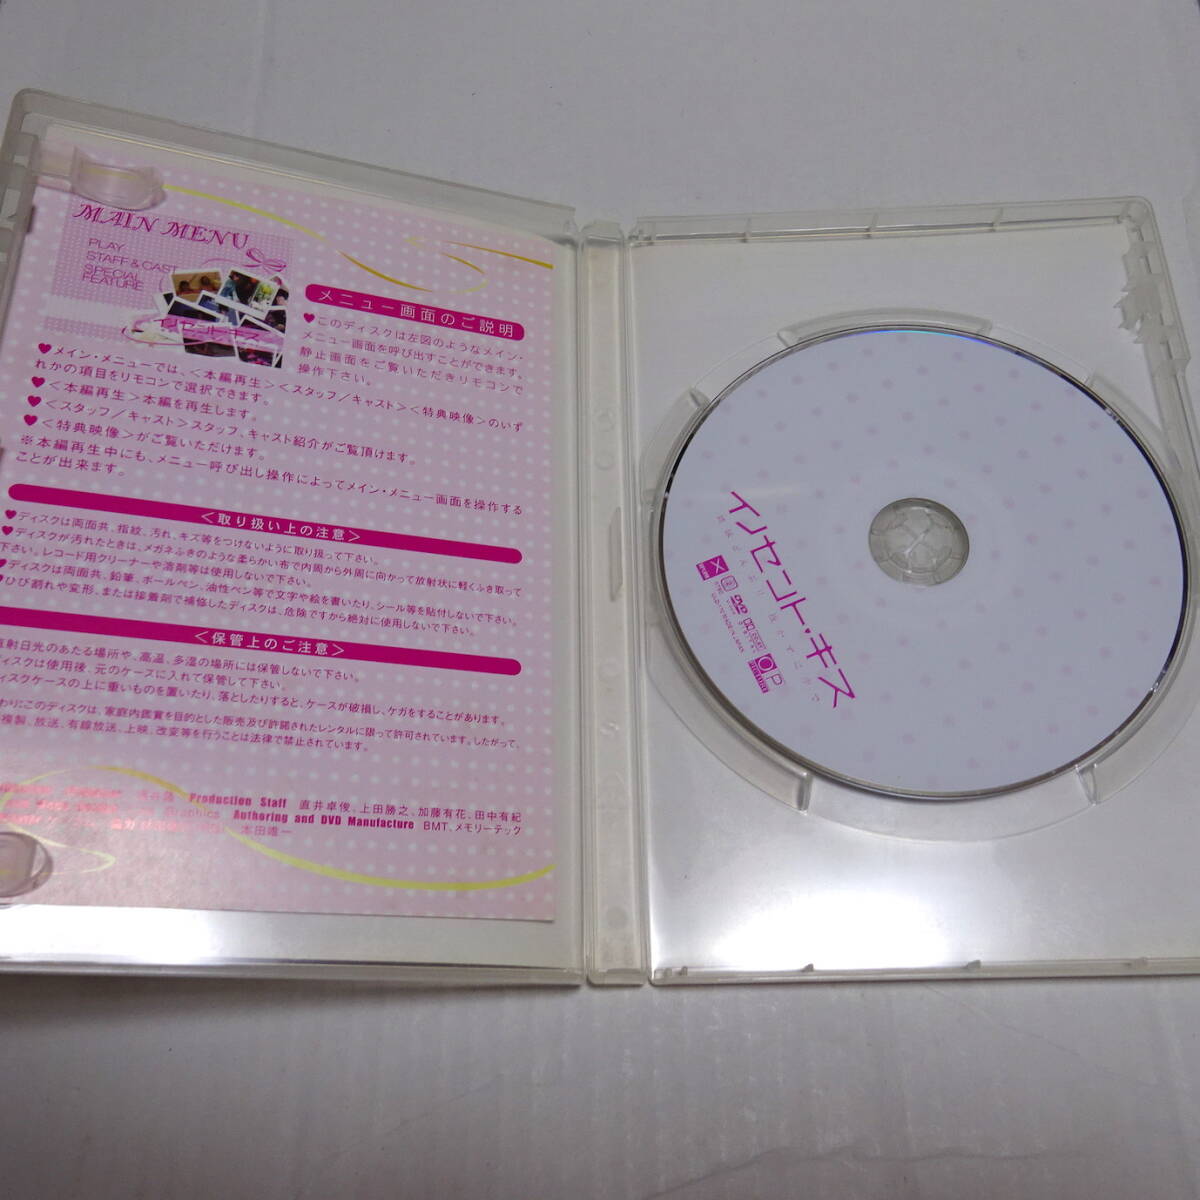 MAIN MENU
PLAY
STAFF & CAST
SPECIAL
FEATURE
イノセント・キス
メニュー画面のご説明
♥このディスクは左図のようなメイン・
メニュー画面を呼び出すことができます。
静止画面をご覧いただきリモコンで
操作下さい。
♥メイン・メニューでは、<本編再生><スタッフ/キャスト><特典映像>のいず
れかの項目をリモコンで選択できます。
♥<本編再生>本編を再生します。
♥<スタッフ/キャスト>スタッフ、キャスト紹介がご覧頂けます。
♥<特典映像>がご覧いただけます。
※本編再生中にも、メニュー呼び出し操作によってメイン・メニュー画面を操作する
ことが出来ます。
<取り扱い上の注意>
♥ディスクは両面共、指紋、汚れ、キズ等をつけないように取り扱って下さい。
♥ディスクが汚れたときは、メガネふきのような柔らかい布で内周から外周に向かって放射状に軽くふき取って
下さい。レコード用クリーナーや溶剤等は使用しないで下さい。
♥ディスクは両面共、鉛筆、ボールペン、油性ペン等で文字や絵を書いたり、シール等を貼付しないで下さい。
♥ひび割れや変形、または接着剤で補修したディスクは、危険ですから絶対に使用しないで下さい。
<保管上のご注意>
直射日光のあたる場所や、高温、多湿の場所には保管しないで下さい。
ディスクは使用後、元のケースに入れて保管して下さい。
ディスクケースの上に重いものを置いたり、落としたりすると、ケースが破損し、ケガをすることがあります。
わり:このディスクは、家庭内鑑賞を目的とした販売及び許諾されたレンタルに限って許可されています。したがって、
複製、放送、有線放送、上映、改変等を行うことは法律で禁止されています。
Production Staff 直井卓俊、上田勝之、加藤有花、田中有紀
Graphics Authoring and DVD Manufacture BMT、メモリーテック
本田唯一
イノセント・キス
DVD
OP